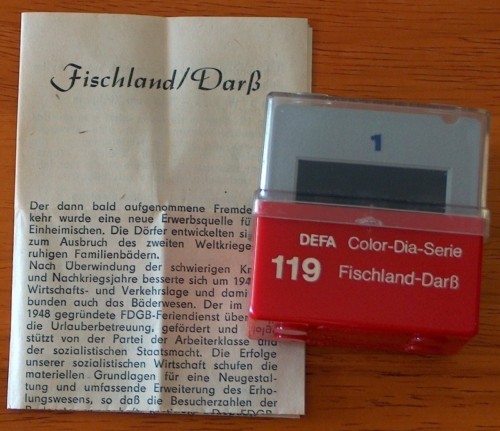 Fischland/Darß
Der dann bald aufgenommene Fremde
kehr wurde eine neue Erwerbsquelle fü
Einheimischen. Die Dörfer entwickelten si
zum Ausbruch des zweiten Weltkriege
ruhigen Familienbädern.
Nach Überwindung der schwierigen Kr
und Nachkriegsjahre besserte sich um 194
Wirtschafts- und Verkehrslage und dami
bunden auch das Bäderwesen. Der im
1948 gegründete FDGB-Feriendienst über
die Urlauberbetreuung, gefördert und
stützt von der Partei der Arbeiterklasse und
der sozialistischen Staatsmacht. Die Erfolge
unserer sozialistischen Wirtschaft schufen die
materiellen Grundlagen für eine Neugestal-
tung und umfassende Erweiterung des Erho-
lungswesens, so daß die Besucherzahlen der
1
DEFA Color-Dia-Serie
119 Fischland-Darß